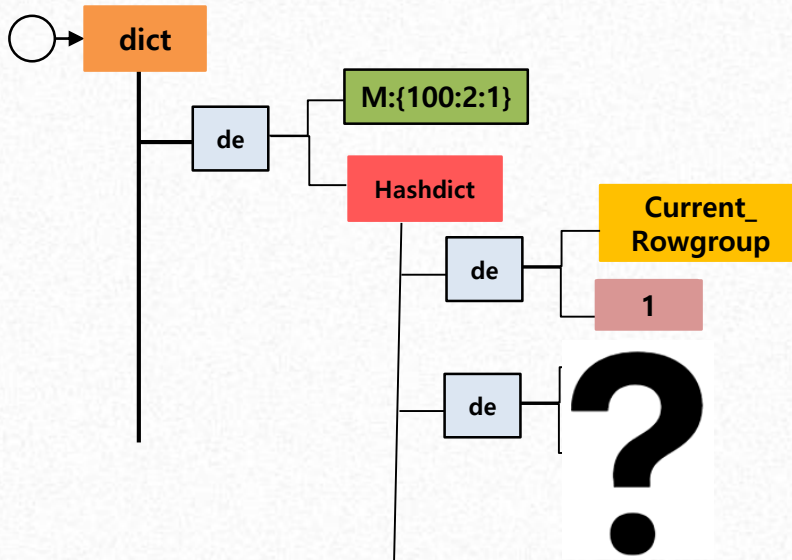 dict
M:{100:2:1}
de
Hashdict
Current_
Rowgroup
de
1
de
?